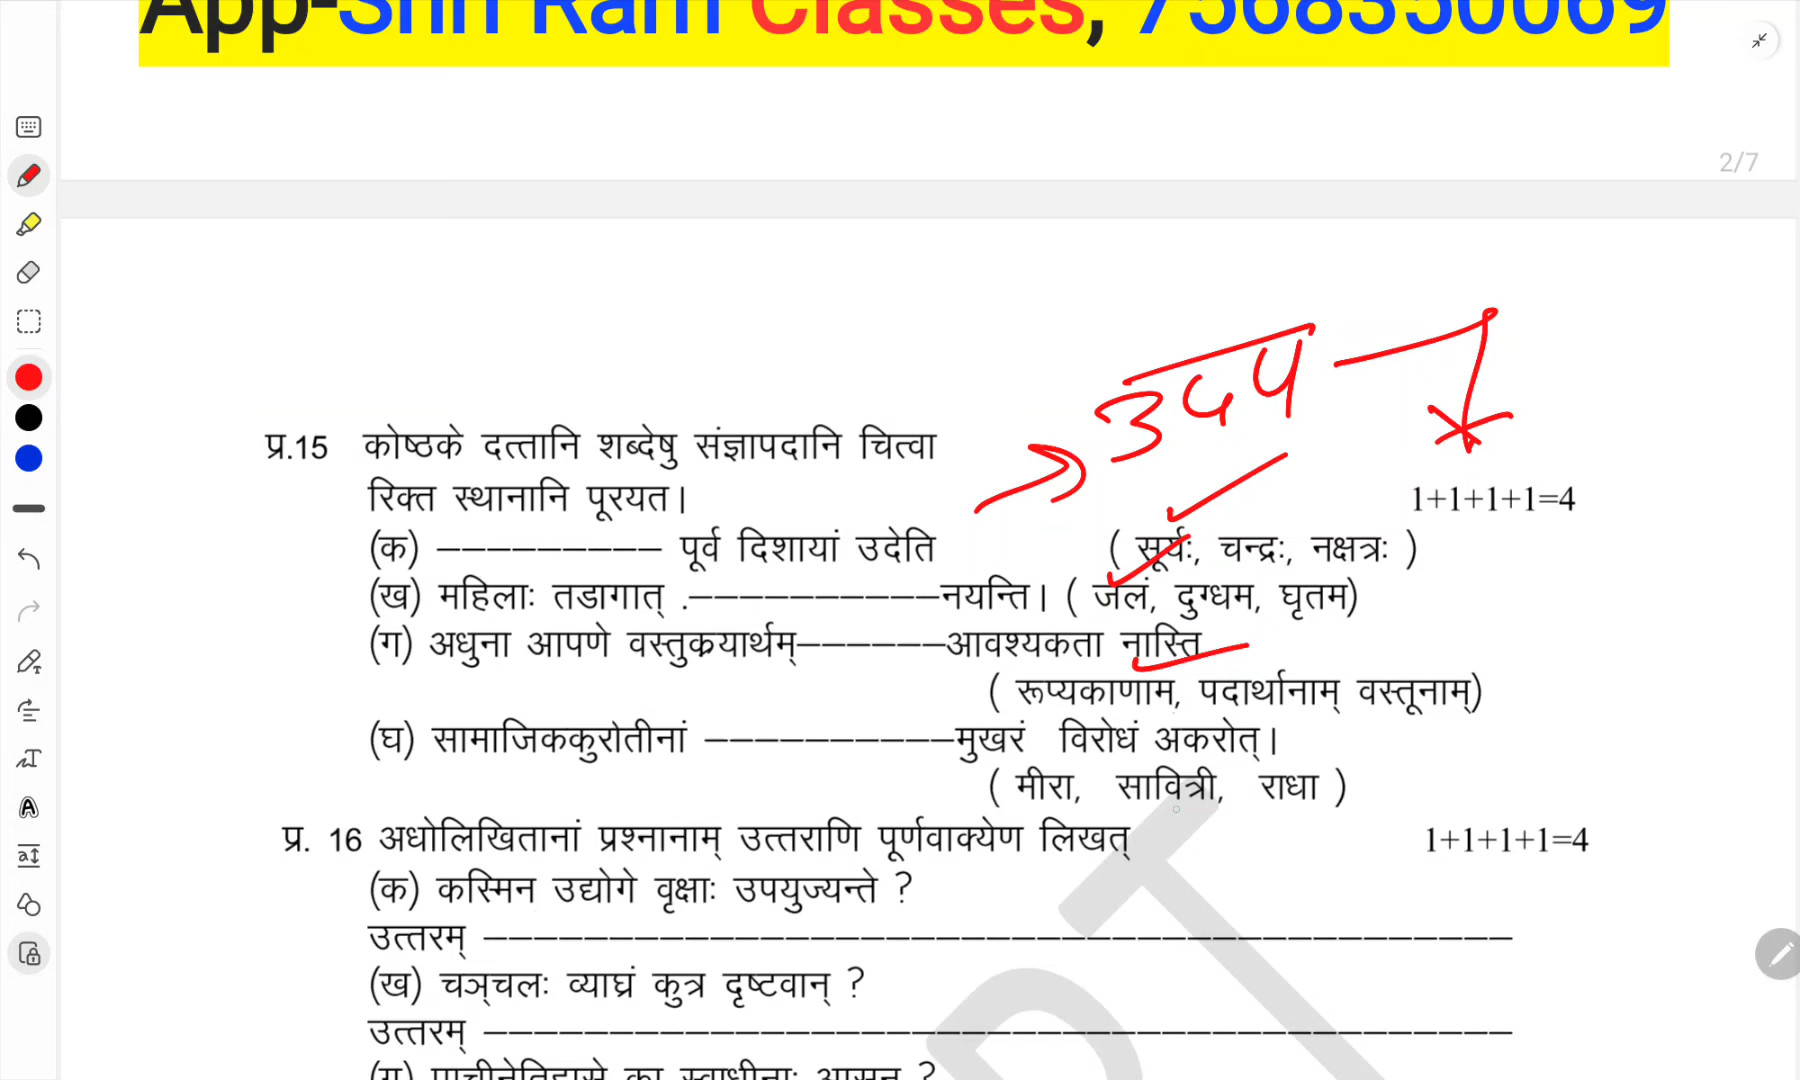 App-Shri Ram Classes, 7568350069
2/7
उदय
प्र.15 कोष्ठके दत्तानि शब्देषु संज्ञापदानि चित्वा
रिक्त स्थानानि पूरयत। 1+1+1+1=4
(क) ––––––––– पूर्व दिशायां उदेति ( सूर्यः, चन्द्रः, नक्षत्रः )
(ख) महिलाः तडागात् .––––––––––नयन्ति। ( जलं, दुग्धम, घृतम)
(ग) अधुना आपणे वस्तुक्रयार्थम्––––––आवश्यकता नास्ति
( रूप्यकाणाम, पदार्थानाम् वस्तूनाम्)
(घ) सामाजिककुरोतीनां ––––––––––मुखरं विरोधं अकरोत्।
( मीरा, सावित्री, राधा )
प्र. 16 अधोलिखितानां प्रश्नानाम् उत्तराणि पूर्णवाक्येण लिखत् 1+1+1+1=4
(क) कस्मिन उद्योगे वृक्षाः उपयुज्यन्ते ?
उत्तरम् –––––––––––––––––––––––––––––––––––––––––
(ख) चञ्चलः व्याघ्रं कुत्र दृष्टवान् ?
उत्तरम् –––––––––––––––––––––––––––––––––––––––––
(ग) प्राचीनेतिहासे का स्वाधीनाः आसन ?